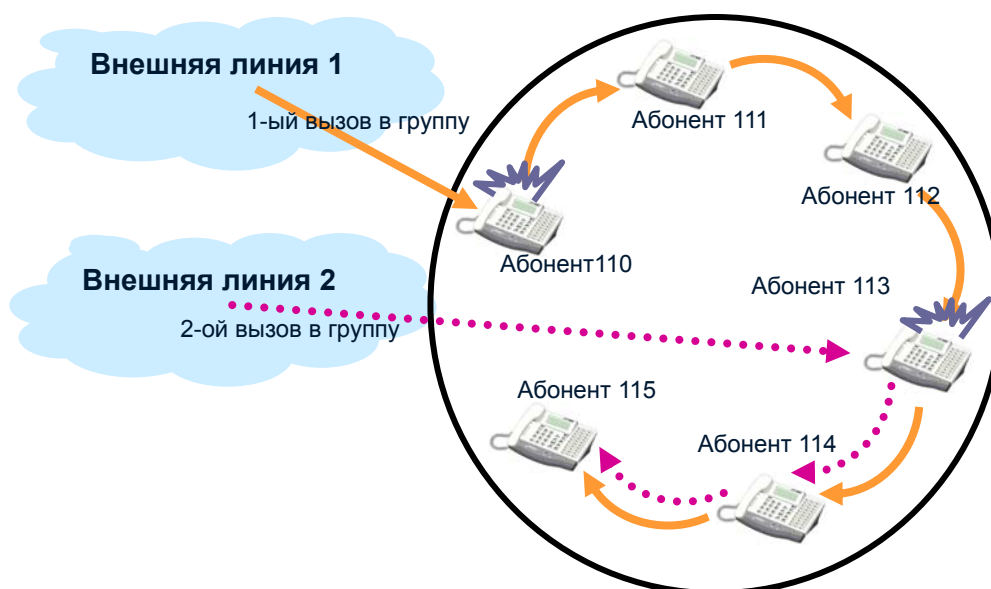 Внешняя линия 1
1-ый вызов в группу
Абонент 111
Абонент 112
Абонент110
Внешняя линия 2
Абонент 113
2-ой вызов в группу
Абонент 115
Абонент 114